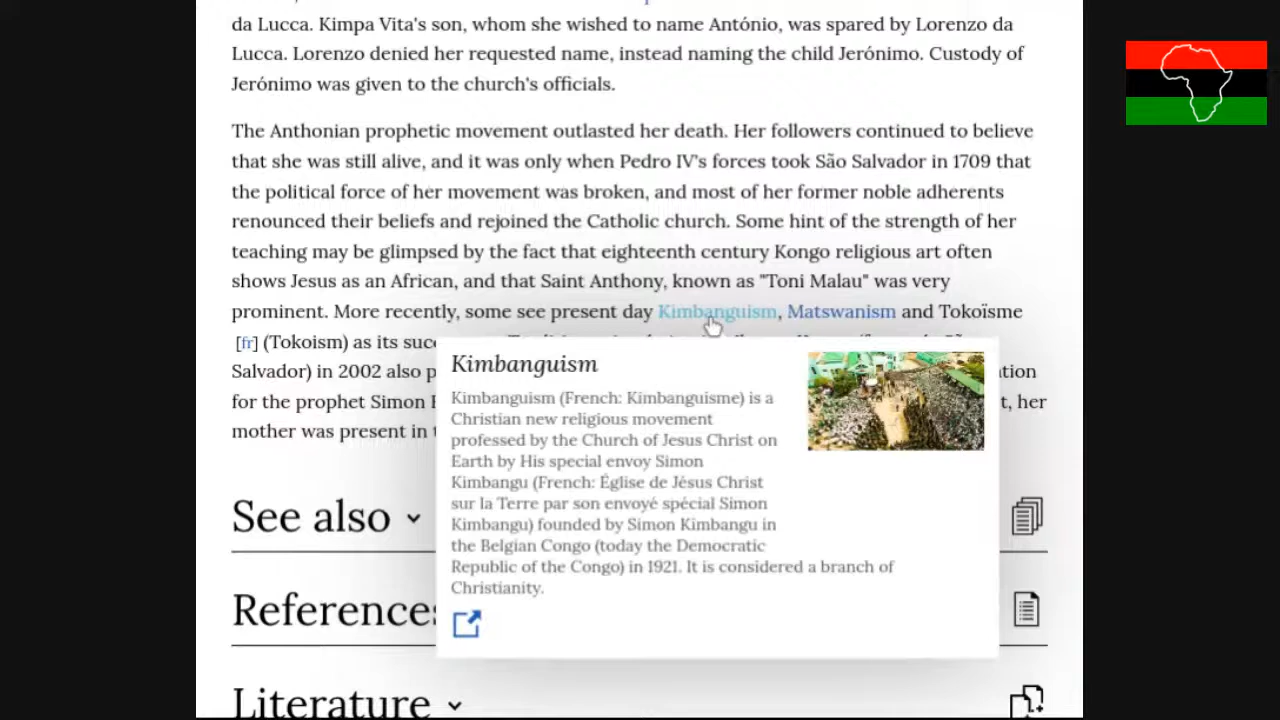 da Lucca. Kimpa Vita's son, whom she wished to name António, was spared by Lorenzo da
Lucca. Lorenzo denied her requested name, instead naming the child Jerónimo. Custody of
Jerónimo was given to the church's officials.
The Anthonian prophetic movement outlasted her death. Her followers continued to believe
that she was still alive, and it was only when Pedro IV's forces took São Salvador in 1709 that
the political force of her movement was broken, and most of her former noble adherents
renounced their beliefs and rejoined the Catholic church. Some hint of the strength of her
teaching may be glimpsed by the fact that eighteenth century Kongo religious art often
shows Jesus as an African, and that Saint Anthony, known as "Toni Malau" was very
prominent. More recently, some see present day Kimbanguism, Matswanism and Tokoïsme
[fr] (Tokoism) as its
Salvador) in 2002 also
for the prophet Simon , her
mother was present in
Kimbanguism
Kimbanguism (French: Kimbanguisme) is a
Christian new religious movement
professed by the Church of Jesus Christ on
Earth by His special envoy Simon
Kimbangu (French: Église de Jésus Christ
sur la Terre par son envoyé spécial Simon
Kimbangu) founded by Simon Kimbangu in
the Belgian Congo (today the Democratic
Republic of the Congo) in 1921. It is considered a branch of
Christianity.
See also
References
Literature